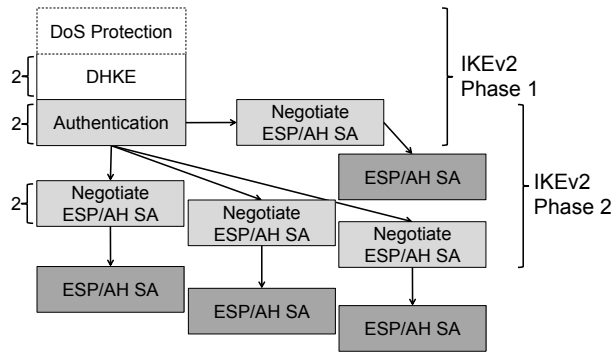 DoS Protection
2
DHKE
IKEv2
Phase 1
2
Authentication
Negotiate
ESP/AH SA
ESP/AH SA
2
Negotiate
ESP/AH SA
Negotiate
ESP/AH SA
Negotiate
ESP/AH SA
IKEv2
Phase 2
ESP/AH SA
ESP/AH SA
ESP/AH SA